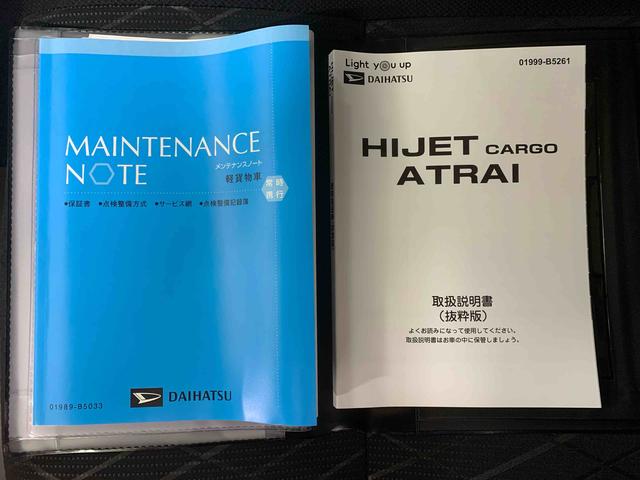 MAINTENANCE
NOTE
メンテナンスノート
軽貨物車
常時
携行
●保証書 ●点検整備方式 ●サービス網 ●点検整備記録簿
DAIHATSU
01989-B5033
Light you up
DAIHATSU
01999-B5261
HIJET CARGO
ATRAI
取扱説明書
（抜粋版）
よくお読みになって使用してください。
取扱説明書はお車の中に保管しましょう。